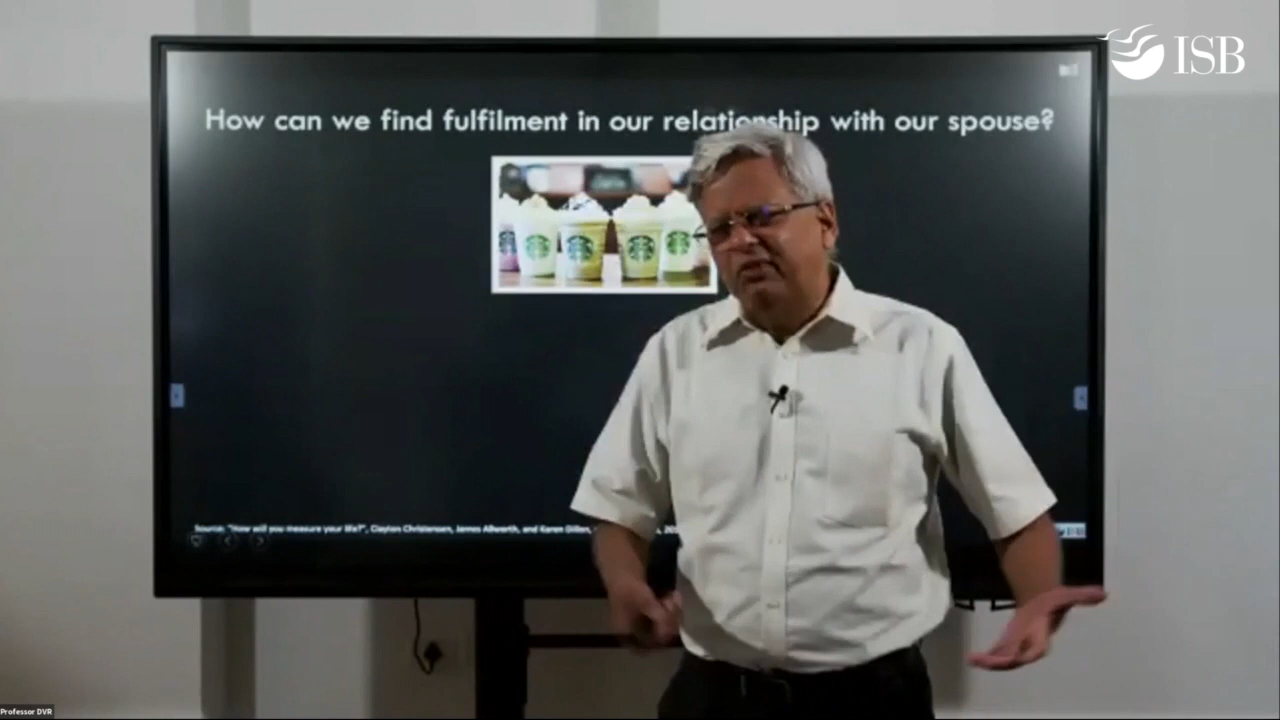 ISB
How can we find fulfilment in our relationship with our spouse?
Source: "How will you measure your life?", Clayton Christensen, James Allworth, and Karen Dillon,
Professor DVR